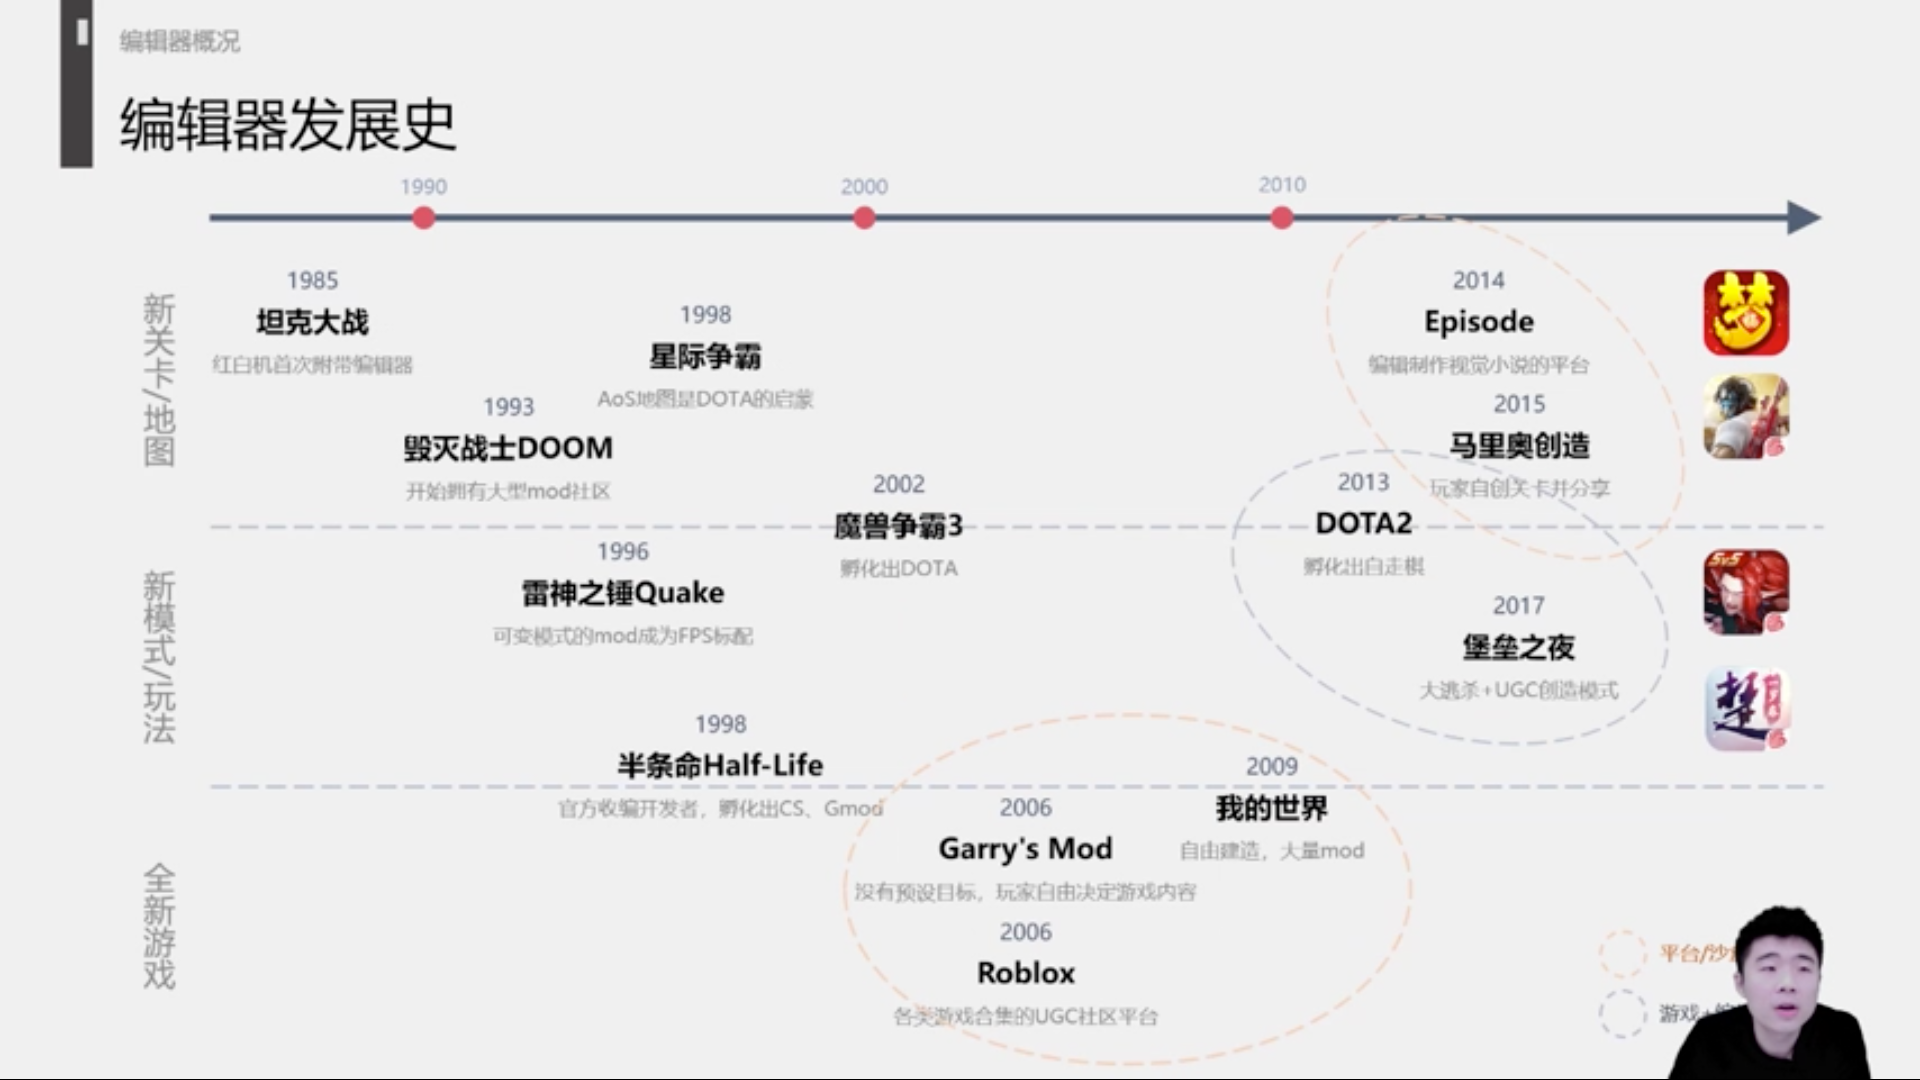 编辑器概况
编辑器发展史
1990
2000
2010
新关卡/地图
1985
坦克大战
红白机首次附带编辑器
1993
毁灭战士DOOM
开始拥有大型mod社区
1998
星际争霸
AoS地图是DOTA的启蒙
2014
Episode
编辑制作视觉小说的平台
2015
马里奥创造
玩家自创关卡并分享
2002
魔兽争霸3
孵化出DOTA
2013
DOTA2
孵化出自走棋
新模式/玩法
1996
雷神之锤Quake
可变模式的mod成为FPS标配
2017
堡垒之夜
大逃杀+UGC创造模式
1998
半条命Half-Life
官方收编开发者，孵化出CS、Gmod
全新游戏
2006
Garry's Mod
没有预设目标，玩家自由决定游戏内容
2009
我的世界
自由建造，大量mod
2006
Roblox
各类游戏合集的UGC社区平台
梦
5v5
楚
平台/沙
游戏+